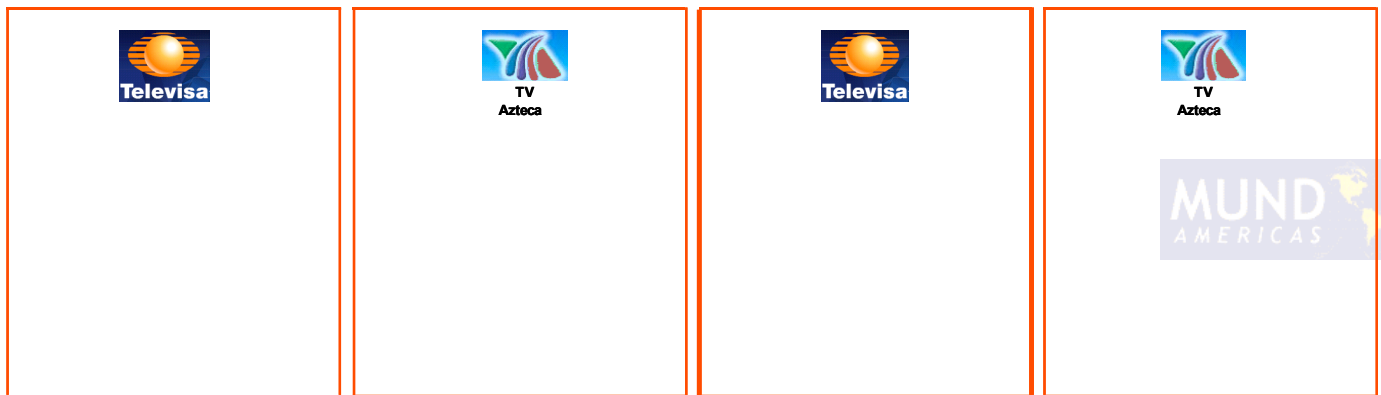 Televisa
TV
Azteca
Televisa
TV
Azteca
MUND
AMERICAS